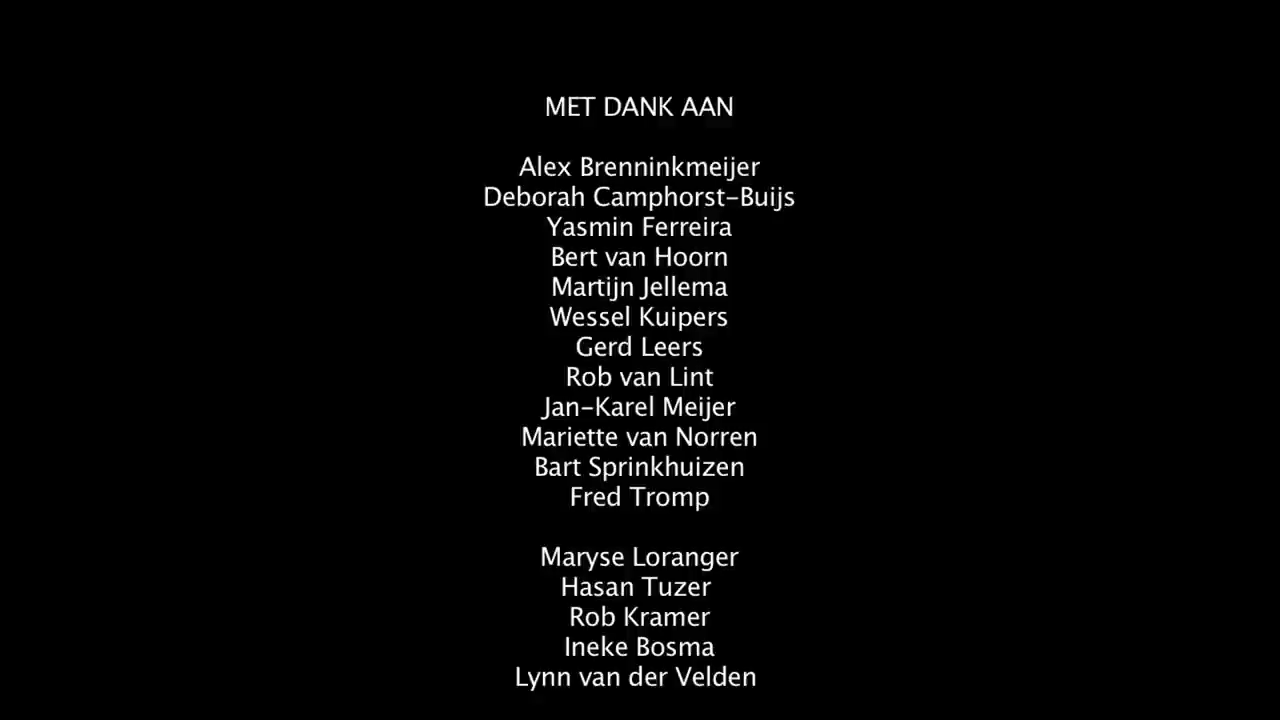 MET DANK AAN
Alex Brenninkmeijer
Deborah Camphorst-Buijs
Yasmin Ferreira
Bert van Hoorn
Martijn Jellema
Wessel Kuipers
Gerd Leers
Rob van Lint
Jan-Karel Meijer
Mariette van Norren
Bart Sprinkhuizen
Fred Tromp
Maryse Loranger
Hasan Tuzer
Rob Kramer
Ineke Bosma
Lynn van der Velden